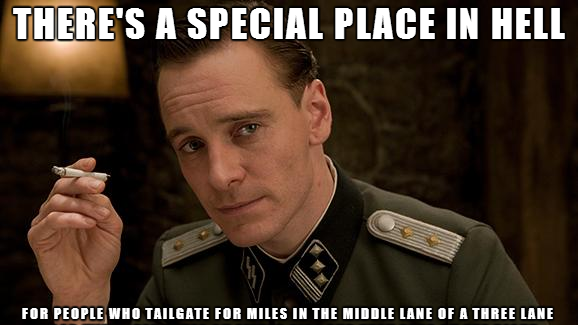 THERE'S A SPECIAL PLACE IN HELL
FOR PEOPLE WHO TAILGATE FOR MILES IN THE MIDDLE LANE OF A THREE LANE